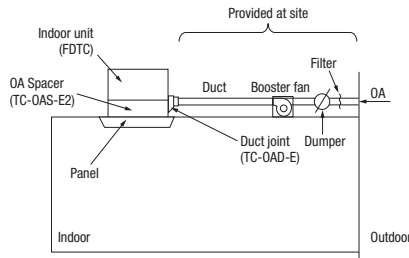 Provided at site
Indoor unit
(FDTC)
OA Spacer
(TC-OAS-E2)
Duct
Booster fan
Filter
OA
Panel
Duct joint
(TC-OAD-E)
Dumper
Indoor
Outdoor